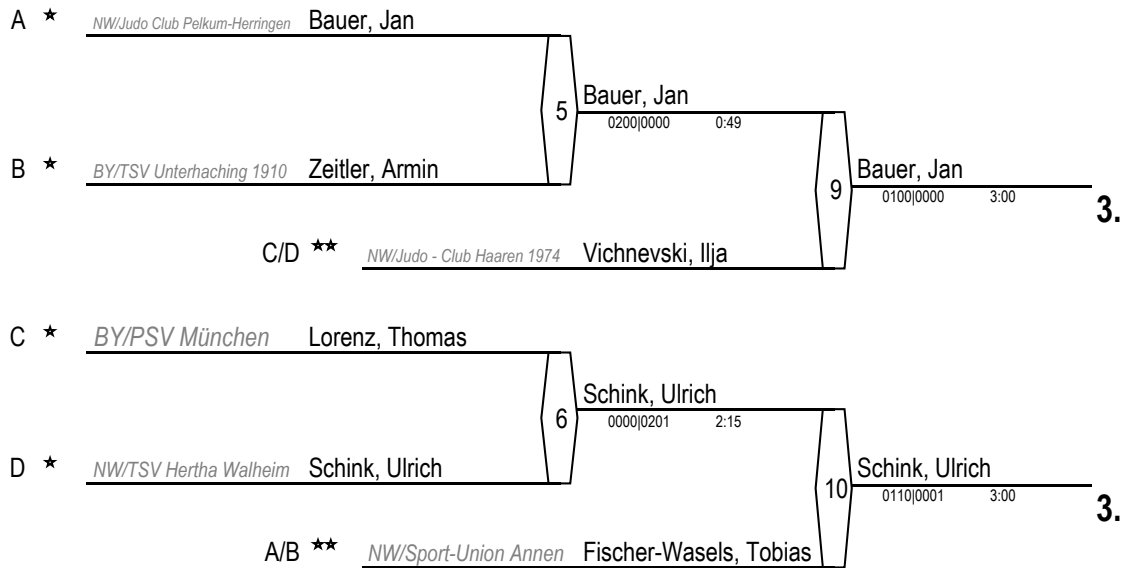 A NW/Judo Club Pelkum-Herringen Bauer, Jan
5 Bauer, Jan
0200|0000 0:49
B BY/TSV Unterhaching 1910 Zeitler, Armin
9 Bauer, Jan
0100|0000 3:00
3.
C/D NW/Judo - Club Haaren 1974 Vichnevski, Ilja
C BY/PSV München Lorenz, Thomas
6 Schink, Ulrich
0000|0201 2:15
D NW/TSV Hertha Walheim Schink, Ulrich
10 Schink, Ulrich
0110|0001 3:00
3.
A/B NW/Sport-Union Annen Fischer-Wasels, Tobias